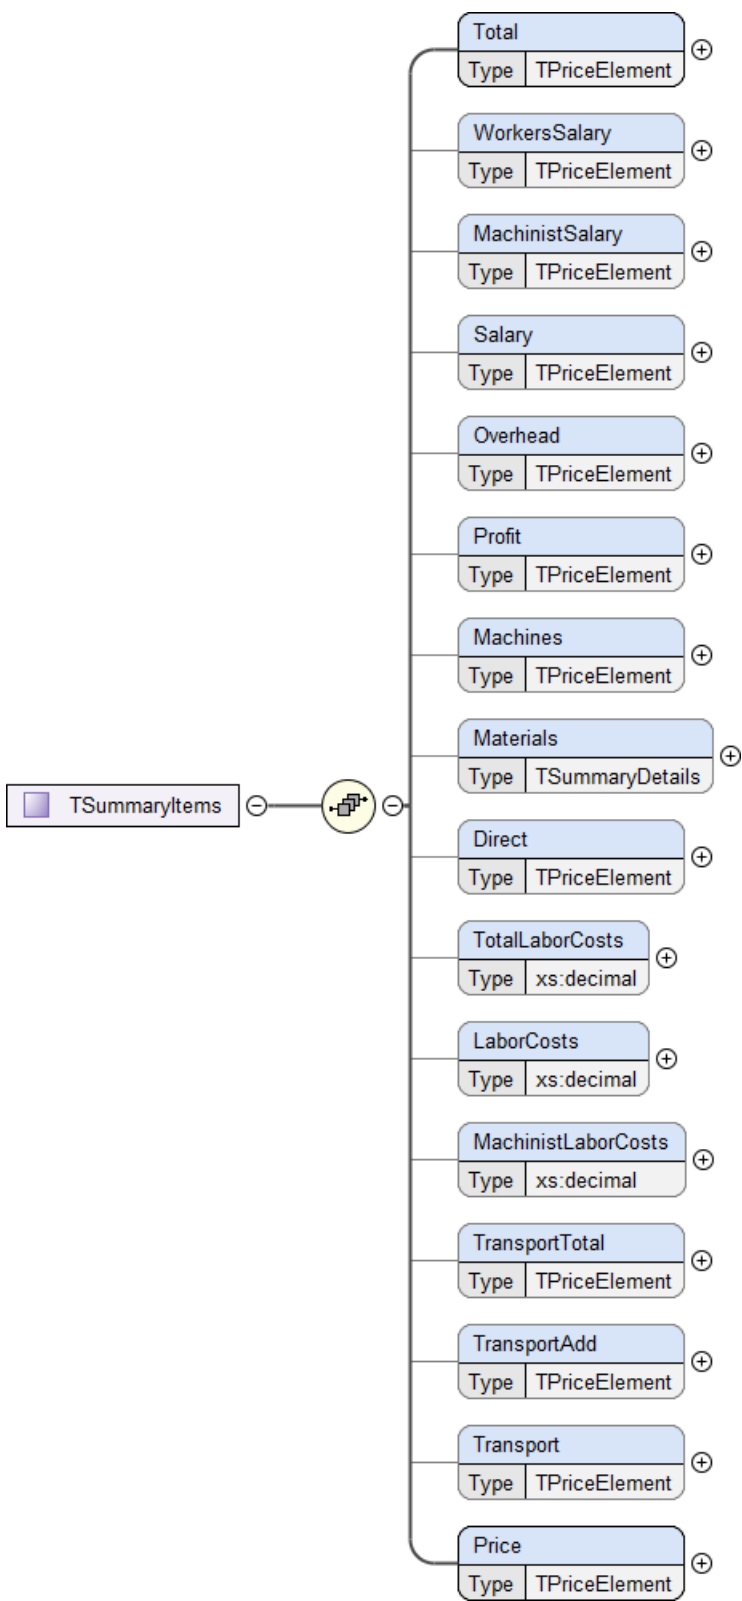 Total
Type TPriceElement
WorkersSalary
Type TPriceElement
MachinistSalary
Type TPriceElement
Salary
Type TPriceElement
Overhead
Type TPriceElement
Profit
Type TPriceElement
Machines
Type TPriceElement
Materials
Type TSummaryDetails
TSummaryItems
Direct
Type TPriceElement
TotalLaborCosts
Type xs:decimal
LaborCosts
Type xs:decimal
MachinistLaborCosts
Type xs:decimal
TransportTotal
Type TPriceElement
TransportAdd
Type TPriceElement
Transport
Type TPriceElement
Price
Type TPriceElement